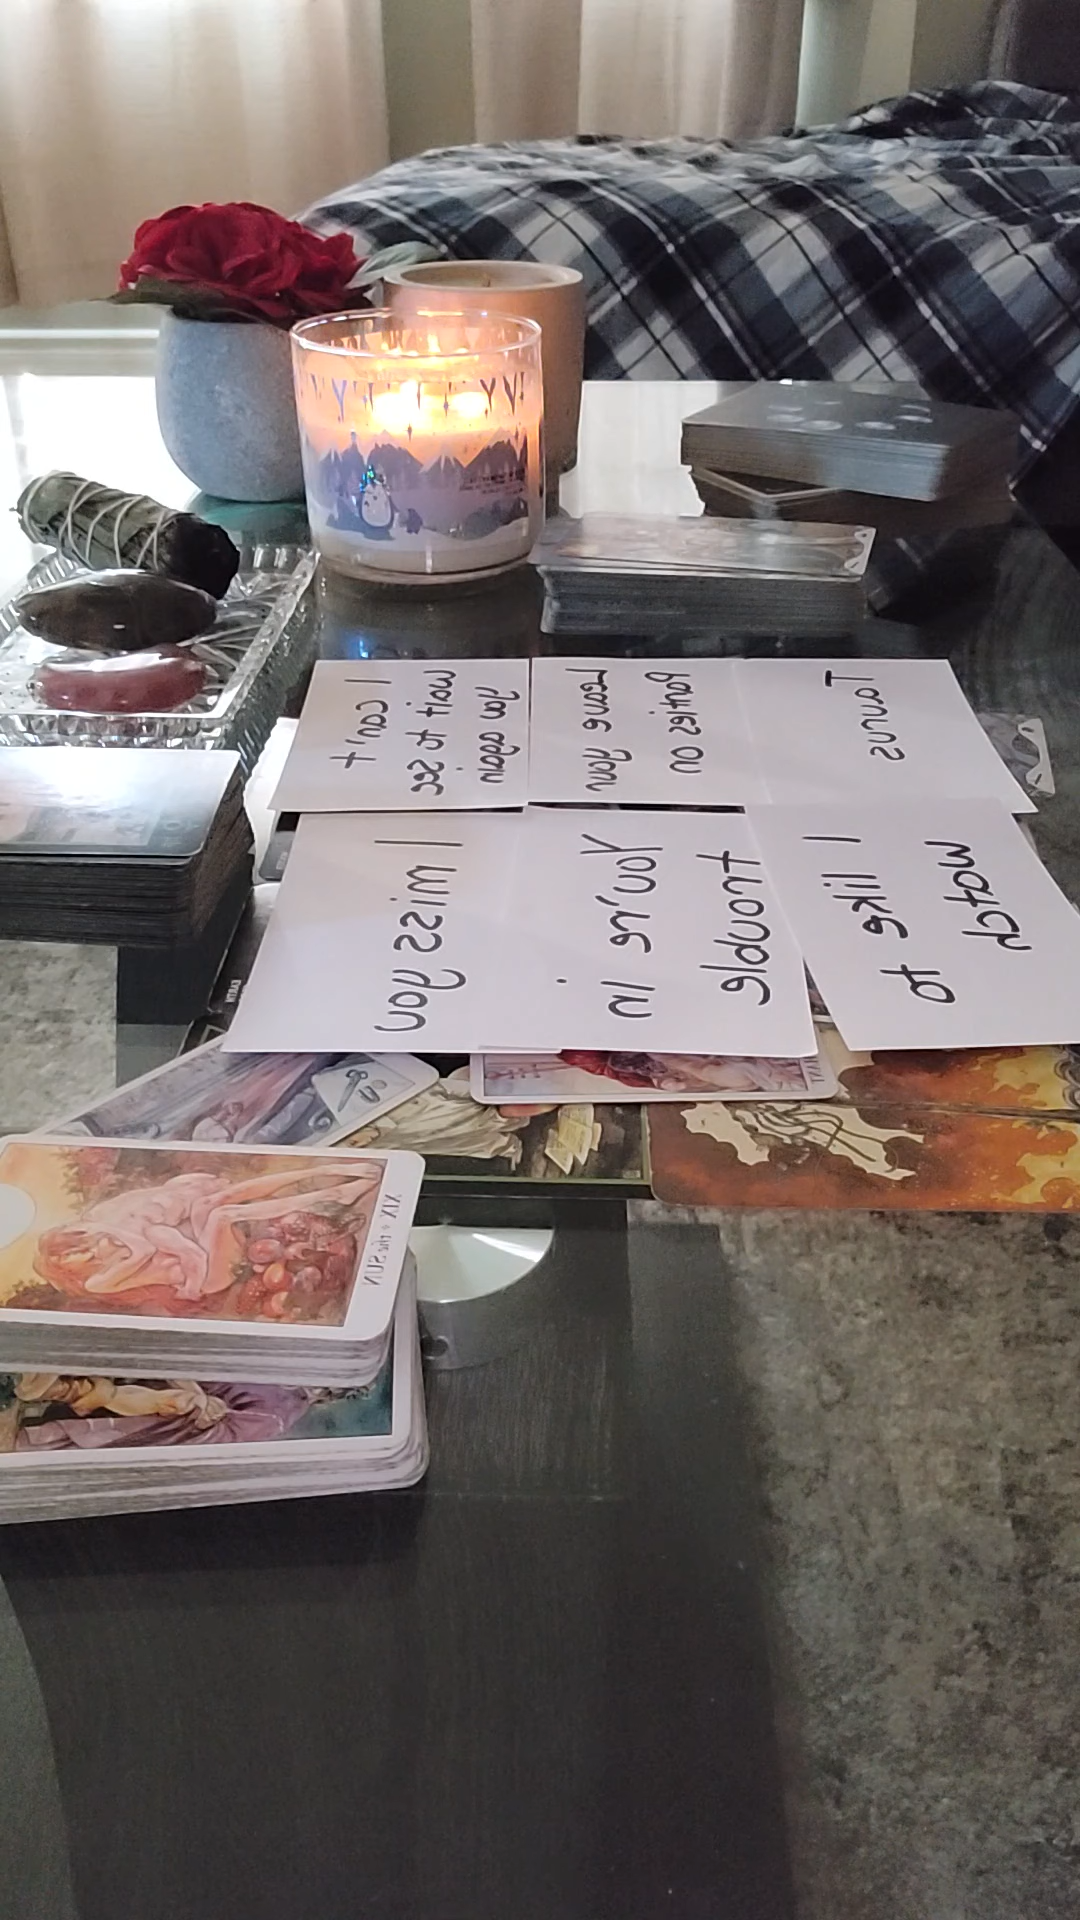 I can't
wait to see
you again
Leave your
on
Taurus
I miss you
You're in
trouble
I like to
watch
XIX the SUN